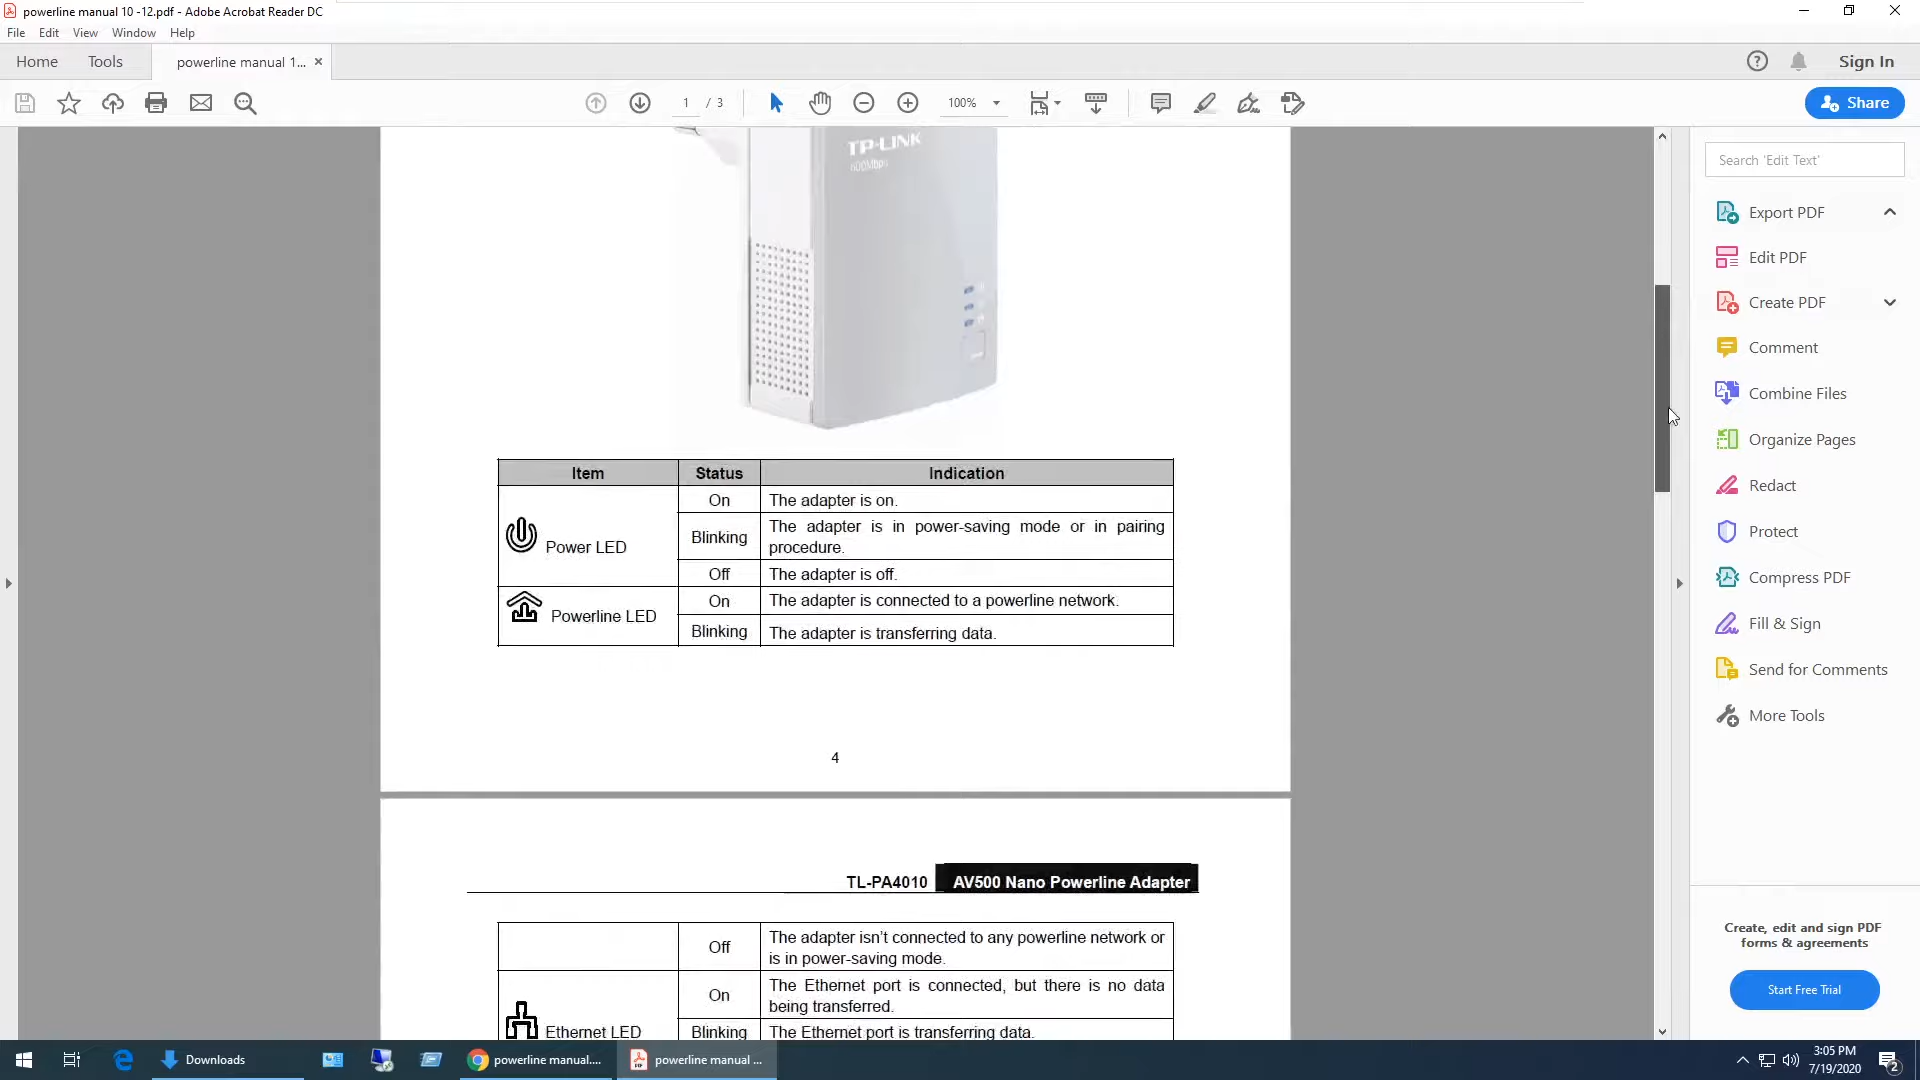 powerline manual 10 -12.pdf - Adobe Acrobat Reader DC
File Edit View Window Help
Home Tools powerline manual 1... ×
Sign In
1 / 3 100%
Share
TP-LINK
Search 'Edit Text'
Export PDF
Edit PDF
Create PDF
Comment
Combine Files
Organize Pages
Redact
Protect
Compress PDF
Fill & Sign
Send for Comments
More Tools
Create, edit and sign PDF
forms & agreements
Start Free Trial
Item Status Indication
Power LED
On The adapter is on.
Blinking The adapter is in power-saving mode or in pairing
procedure.
Off The adapter is off.
Powerline LED
On The adapter is connected to a powerline network.
Blinking The adapter is transferring data.
4
TL-PA4010 AV500 Nano Powerline Adapter
Off The adapter isn't connected to any powerline network or
is in power-saving mode.
Ethernet LED
On The Ethernet port is connected, but there is no data
being transferred.
Blinking The Ethernet port is transferring data.
Downloads
powerline manual....
powerline manual ...
3:05 PM
7/19/2020
2